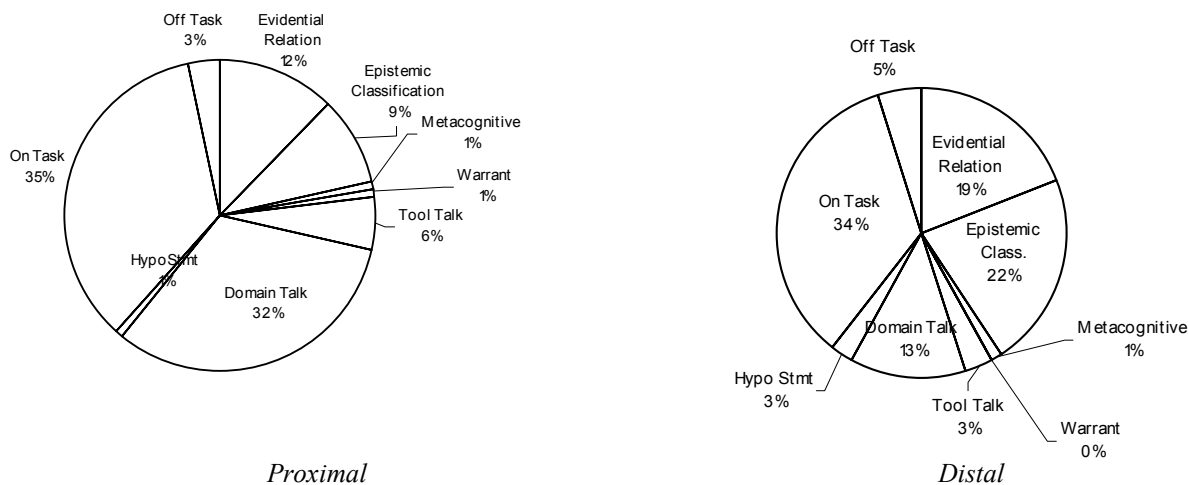 Off Task
3%
Evidential
Relation
12%
Epistemic
Classification
9%
Metacognitive
1%
Warrant
1%
Tool Talk
6%
Domain Talk
32%
Hypo Stmt
1%
On Task
35%
Proximal
Off Task
5%
Evidential
Relation
19%
Epistemic
Class.
22%
Metacognitive
1%
Warrant
0%
Tool Talk
3%
Domain Talk
13%
Hypo Stmt
3%
On Task
34%
Distal